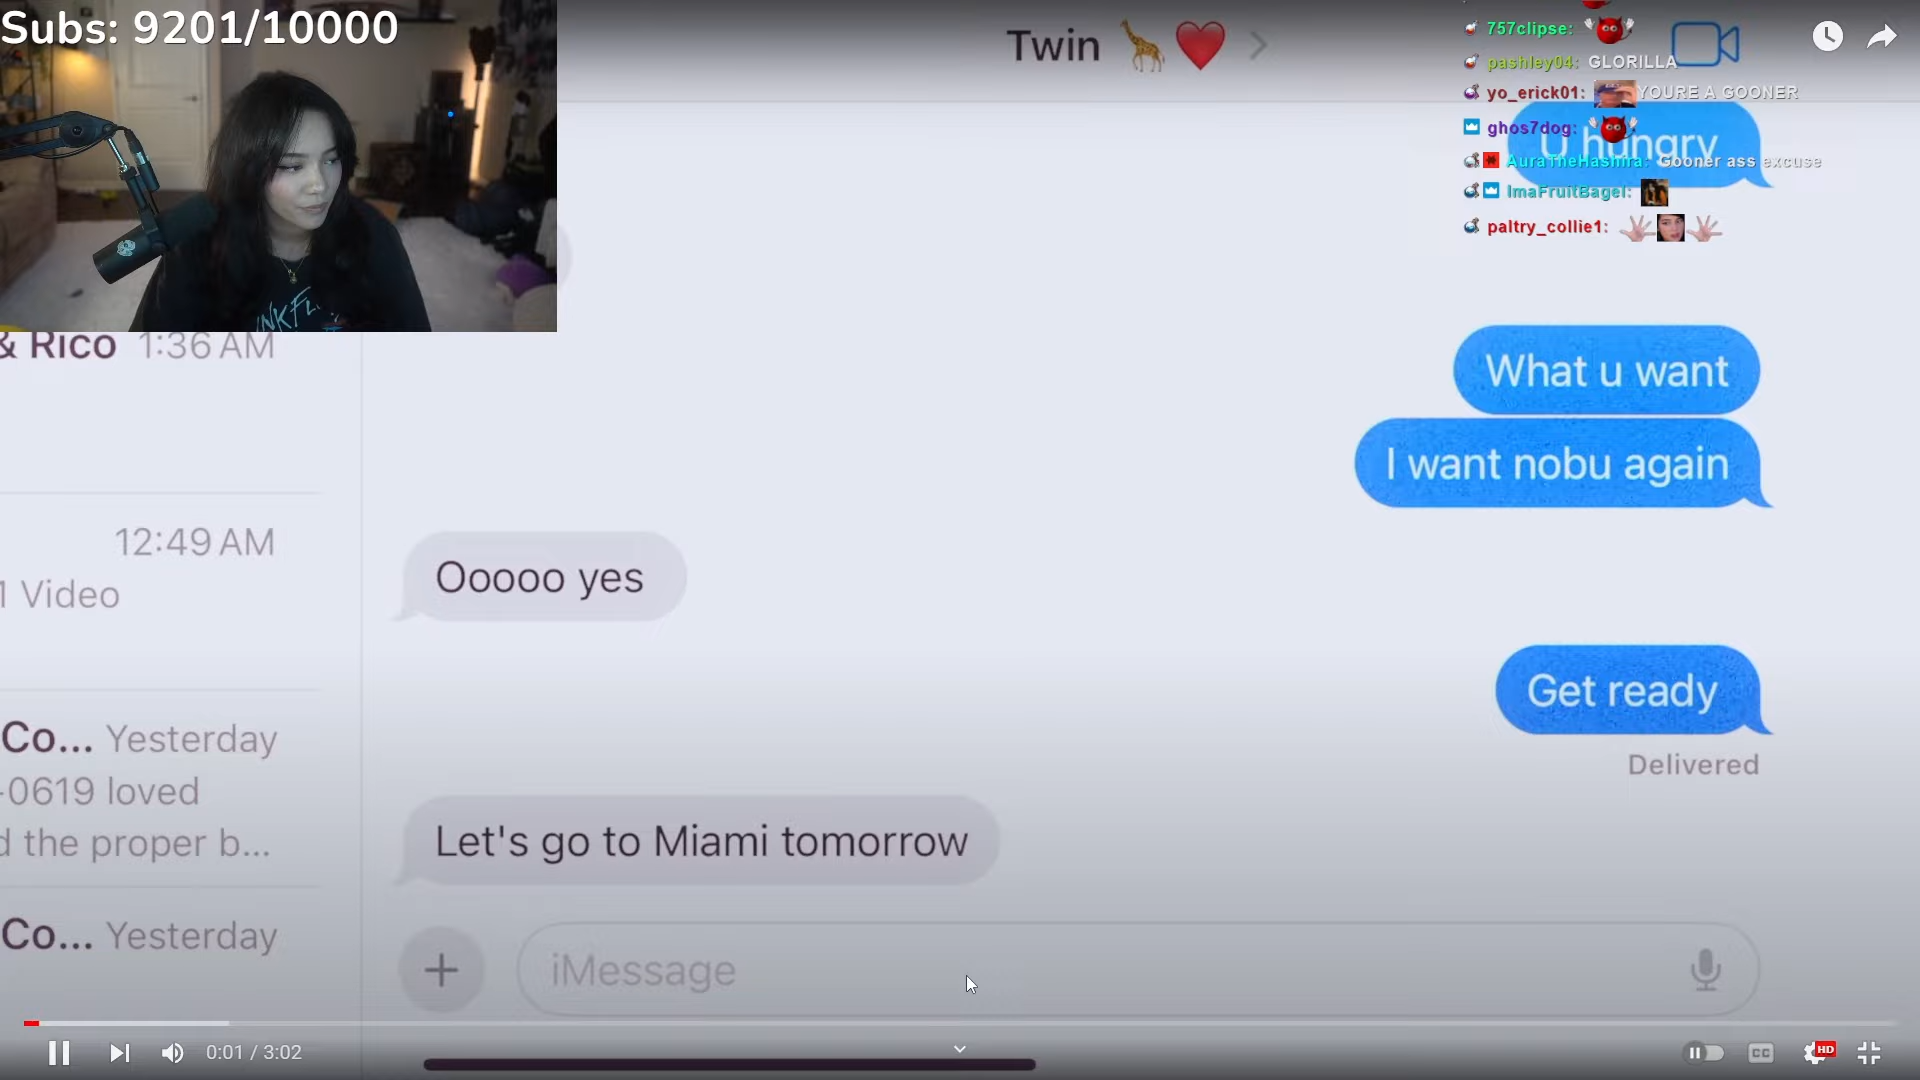 Subs: 9201/10000
Twin
757clipse:
pashley04: GLORILLA
yo_erick01: YOURE A GOONER
ghos7dog:
U hungry
AuraTheHashira: Gooner ass excuse
ImaFruitBagel:
paltry_collie1:
& Rico 1:36 AM
What u want
I want nobu again
12:49 AM
1 Video
Ooooo yes
Get ready
Delivered
Co... Yesterday
-0619 loved
d the proper b...
Let's go to Miami tomorrow
Co... Yesterday
iMessage
0:01 / 3:02
CC
HD